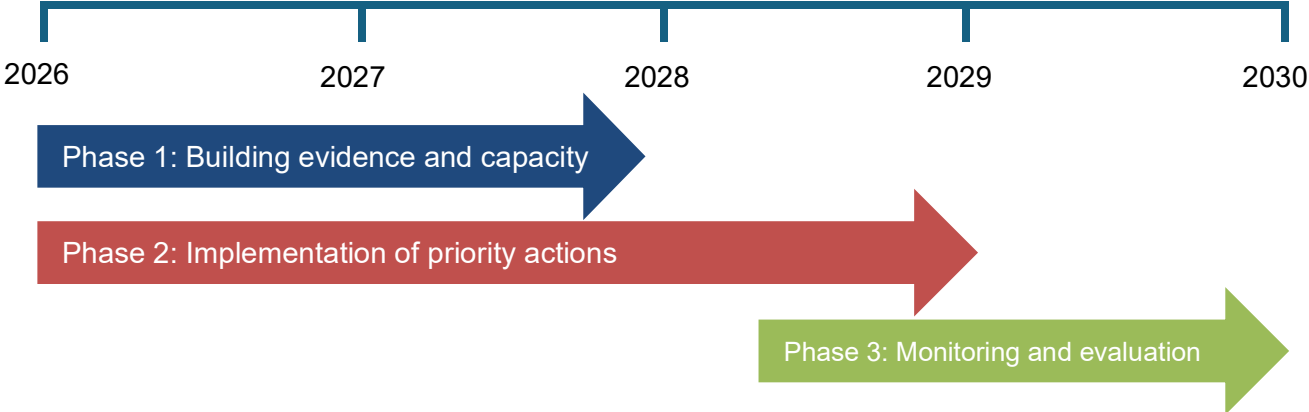 2026 2027 2028 2029 2030
Phase 1: Building evidence and capacity
Phase 2: Implementation of priority actions
Phase 3: Monitoring and evaluation